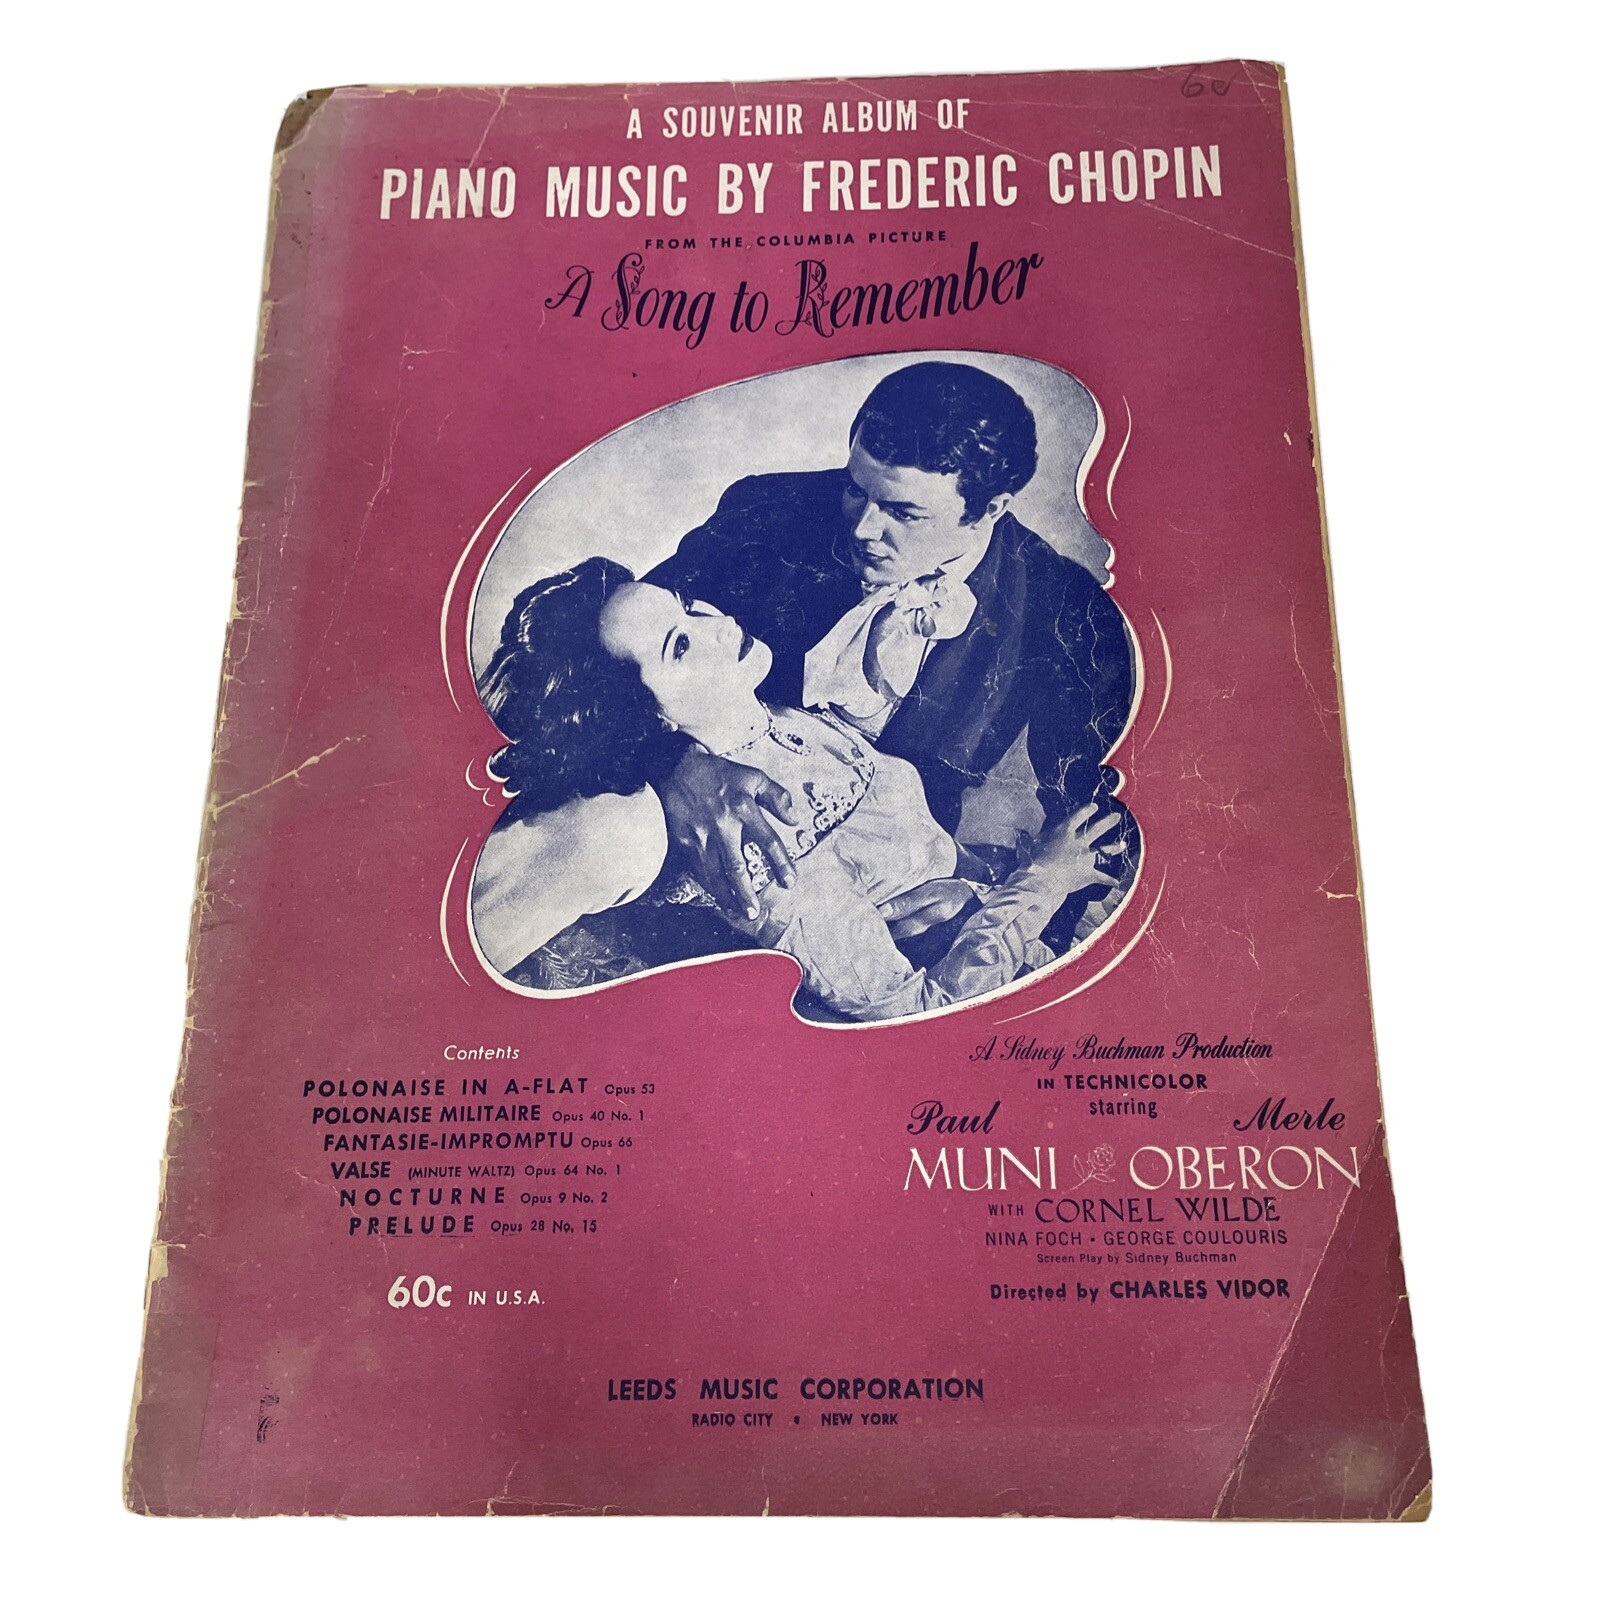 60
A SOUVENIR ALBUM OF
PIANO MUSIC BY FREDERIC CHOPIN
FROM THE COLUMBIA PICTURE
A Song to Remember
Contents
POLONAISE IN A-FLAT Opus 53
POLONAISE MILITAIRE Opus 40 No. 1
FANTASIE-IMPROMPTU Opus 66
VALSE (MINUTE WALTZ) Opus 64 No. 1
NOCTURNE Opus 9 No. 2
PRELUDE Opus 28 No. 15
60c IN U.S.A.
A Sidney Buchman Production
IN TECHNICOLOR
starring
Paul Merle
MUNI OBERON
WITH CORNEL WILDE
NINA FOCH • GEORGE COULOURIS
Screen Play by Sidney Buchman
Directed by CHARLES VIDOR
LEEDS MUSIC CORPORATION
RADIO CITY • NEW YORK